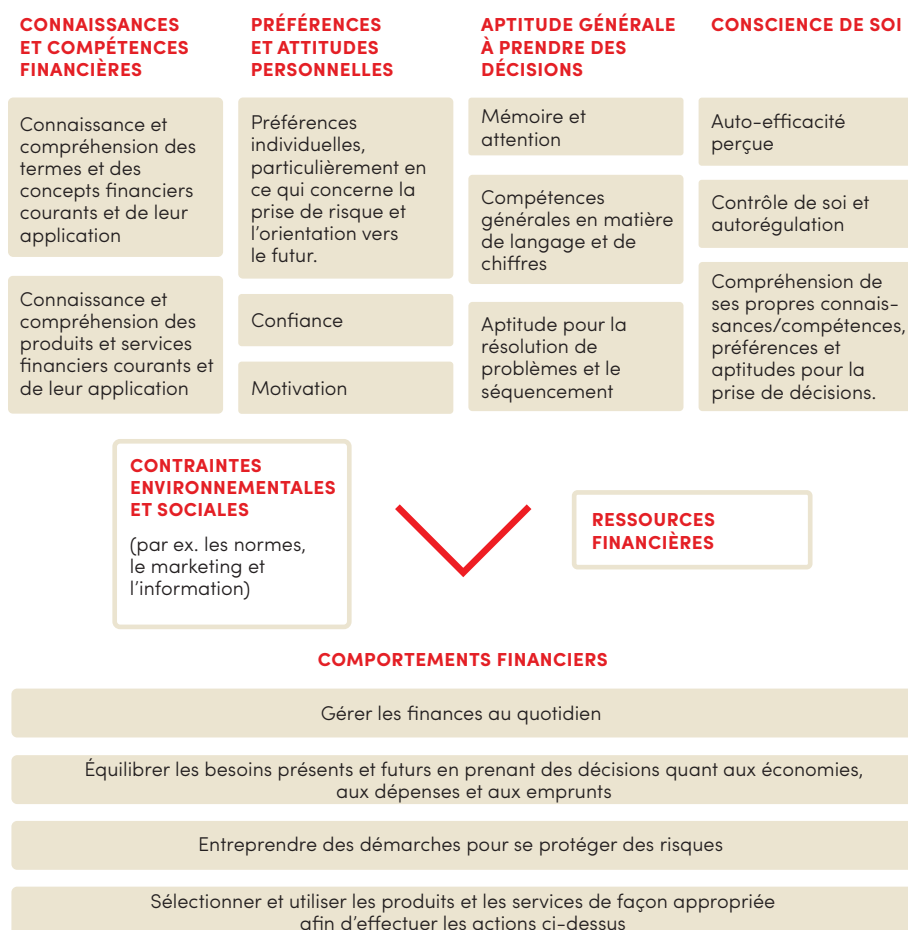 CONNAISSANCES
ET COMPÉTENCES
FINANCIÈRES
Connaissance et
compréhension des
termes et des
concepts financiers
courants et de leur
application
Connaissance et
compréhension des
produits et services
financiers courants et
de leur application
PRÉFÉRENCES
ET ATTITUDES
PERSONNELLES
Préférences
individuelles,
particulièrement en
ce qui concerne la
prise de risque et
l'orientation vers
le futur.
Confiance
Motivation
APTITUDE GÉNÉRALE
À PRENDRE DES
DÉCISIONS
Mémoire et
attention
Compétences
générales en matière
de langage et de
chiffres
Aptitude pour la
résolution de
problèmes et le
séquencement
CONSCIENCE DE SOI
Auto-efficacité
perçue
Contrôle de soi et
autorégulation
Compréhension de
ses propres connais-
sances/compétences,
préférences et
aptitudes pour la
prise de décisions.
CONTRAINTES
ENVIRONNEMENTALES
ET SOCIALES
(par ex. les normes,
le marketing et
l'information)
RESSOURCES
FINANCIÈRES
COMPORTEMENTS FINANCIERS
Gérer les finances au quotidien
Équilibrer les besoins présents et futurs en prenant des décisions quant aux économies,
aux dépenses et aux emprunts
Entreprendre des démarches pour se protéger des risques
Sélectionner et utiliser les produits et les services de façon appropriée
afin d'effectuer les actions ci-dessus